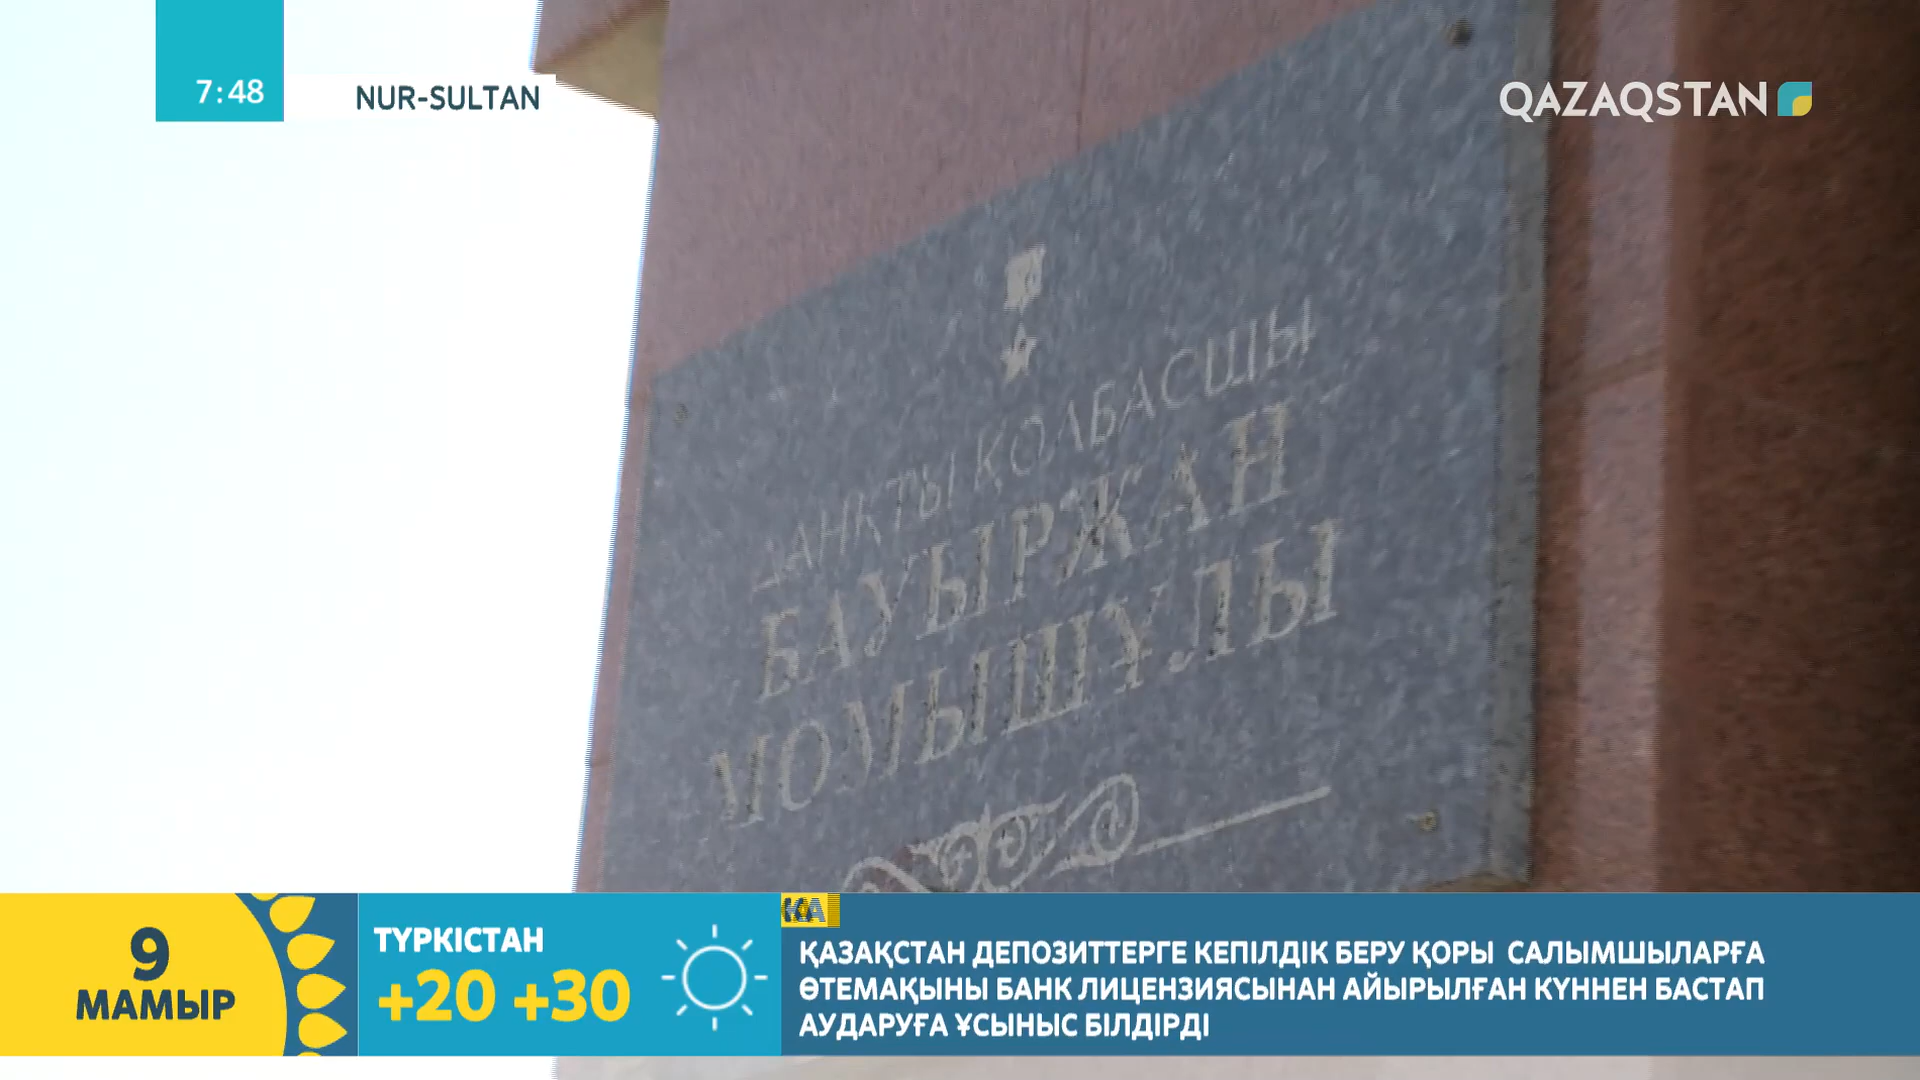 7:48
NUR-SULTAN
QAZAQSTAN
ДАҢҚТЫ ҚОЛБАСШЫ
БАУЫРЖАН
МОМЫШҰЛЫ
9
МАМЫР
ТҮРКІСТАН
+20 +30
ҚАЗАҚСТАН ДЕПОЗИТТЕРГЕ КЕПІЛДІК БЕРУ ҚОРЫ САЛЫМШЫЛАРҒА
ӨТЕМАҚЫНЫ БАНК ЛИЦЕНЗИЯСЫНАН АЙЫРЫЛҒАН КҮННЕН БАСТАП
АУДАРУҒА ҰСЫНЫС БІЛДІРДІ